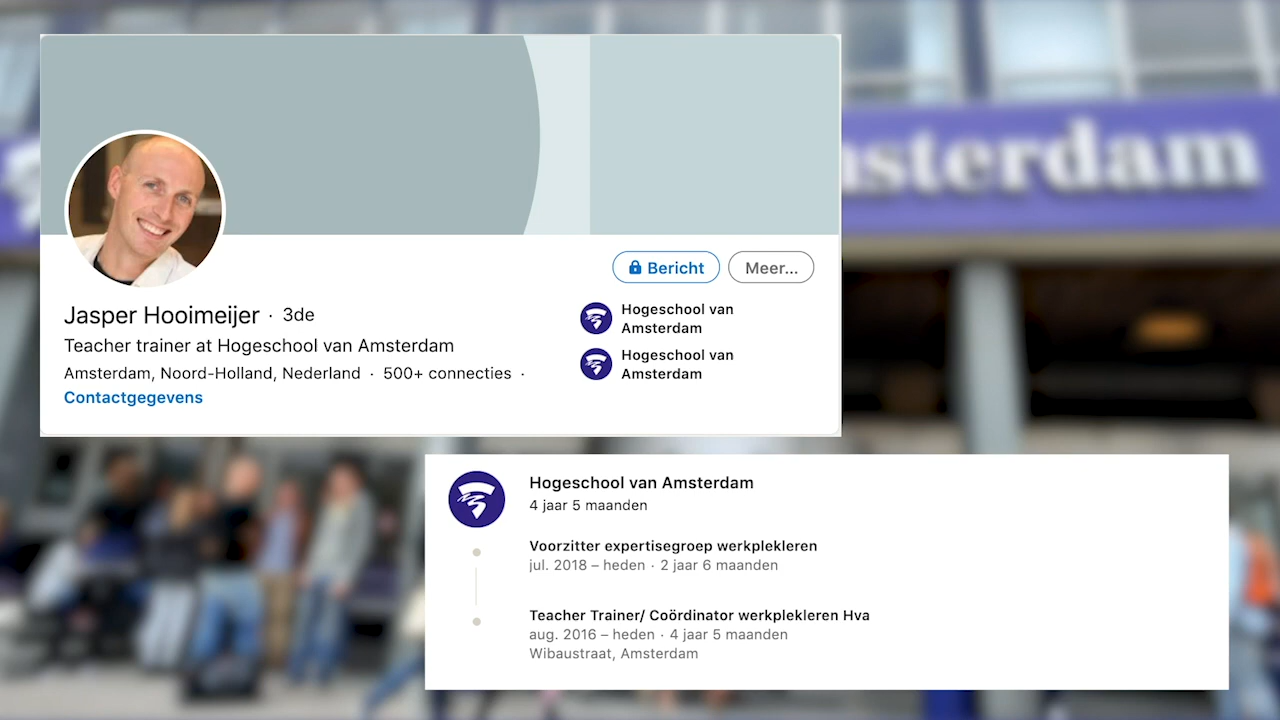 msterdam
Bericht
Meer...
Jasper Hooimeijer · 3de
Teacher trainer at Hogeschool van Amsterdam
Amsterdam, Noord-Holland, Nederland · 500+ connecties ·
Contactgegevens
Hogeschool van
Amsterdam
Hogeschool van
Amsterdam
Hogeschool van Amsterdam
4 jaar 5 maanden
Voorzitter expertisegroep werkplekleren
jul. 2018 – heden · 2 jaar 6 maanden
Teacher Trainer/ Coördinator werkplekleren Hva
aug. 2016 – heden · 4 jaar 5 maanden
Wibaustraat, Amsterdam